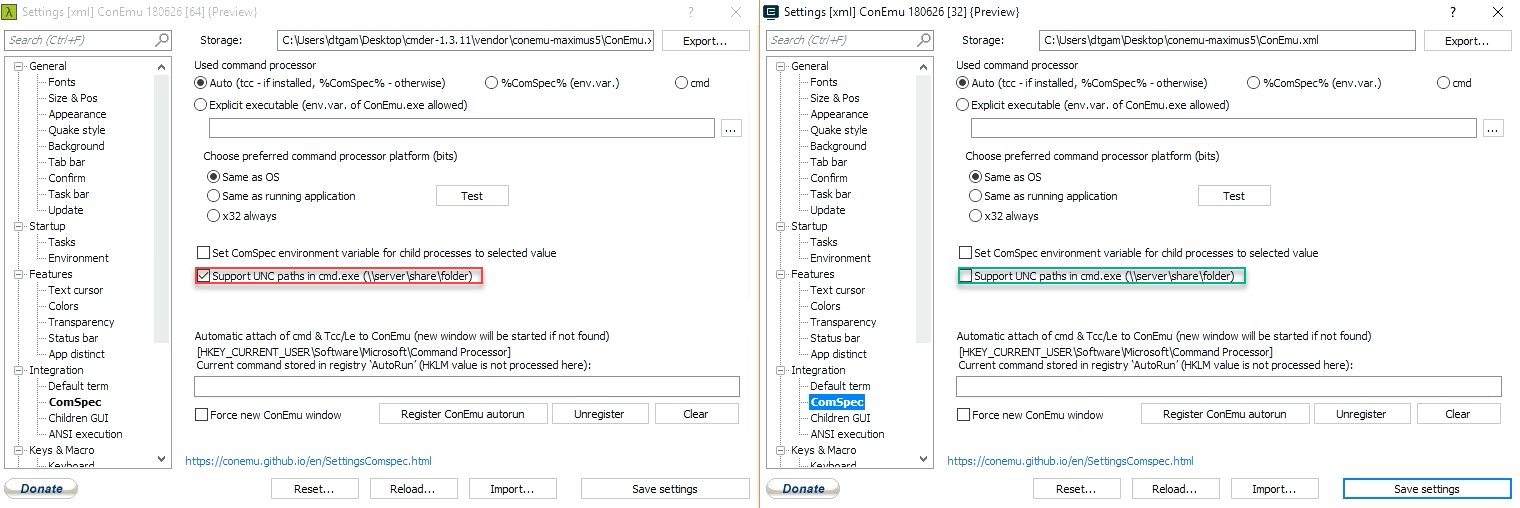 Settings [xml] ConEmu 180626 [64] {Preview}
?
Search (Ctrl+F)
Storage:
C:\Users\dtgam\Desktop\cmder-1.3.11\vendor\conemu-maximus5\ConEmu.x
Export...
General
Fonts
Size & Pos
Appearance
Quake style
Background
Tab bar
Confirm
Task bar
Update
Startup
Tasks
Environment
Features
Text cursor
Colors
Transparency
Status bar
App distinct
Integration
Default term
ComSpec
Children GUI
ANSI execution
Keys & Macro
Keyboard
Used command processor
Auto (tcc - if installed, %ComSpec% - otherwise)
%ComSpec% (env.var.)
cmd
Explicit executable (env.var. of ConEmu.exe allowed)
...
Choose preferred command processor platform (bits)
Same as OS
Same as running application
Test
x32 always
Set ComSpec environment variable for child processes to selected value
Support UNC paths in cmd.exe (\\server\share\folder)
Automatic attach of cmd & Tcc/Le to ConEmu (new window will be started if not found)
[HKEY_CURRENT_USER\Software\Microsoft\Command Processor]
Current command stored in registry 'AutoRun' (HKLM value is not processed here):
Force new ConEmu window
Register ConEmu autorun
Unregister
Clear
https://conemu.github.io/en/SettingsComspec.html
Donate
Reset...
Reload...
Import...
Save settings
Settings [xml] ConEmu 180626 [32] {Preview}
?
Search (Ctrl+F)
Storage:
C:\Users\dtgam\Desktop\conemu-maximus5\ConEmu.xml
Export...
General
Fonts
Size & Pos
Appearance
Quake style
Background
Tab bar
Confirm
Task bar
Update
Startup
Tasks
Environment
Features
Text cursor
Colors
Transparency
Status bar
App distinct
Integration
Default term
ComSpec
Children GUI
ANSI execution
Keys & Macro
Keyboard
Used command processor
Auto (tcc - if installed, %ComSpec% - otherwise)
%ComSpec% (env.var.)
cmd
Explicit executable (env.var. of ConEmu.exe allowed)
...
Choose preferred command processor platform (bits)
Same as OS
Same as running application
Test
x32 always
Set ComSpec environment variable for child processes to selected value
Support UNC paths in cmd.exe (\\server\share\folder)
Automatic attach of cmd & Tcc/Le to ConEmu (new window will be started if not found)
[HKEY_CURRENT_USER\Software\Microsoft\Command Processor]
Current command stored in registry 'AutoRun' (HKLM value is not processed here):
Force new ConEmu window
Register ConEmu autorun
Unregister
Clear
https://conemu.github.io/en/SettingsComspec.html
Donate
Reset...
Reload...
Import...
Save settings